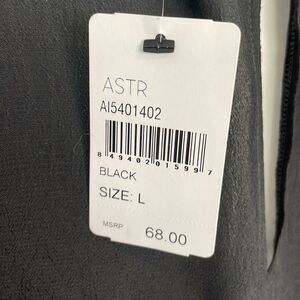 ASTR
AI5401402
8 49402 01599 7
BLACK
SIZE: L
MSRP 68.00